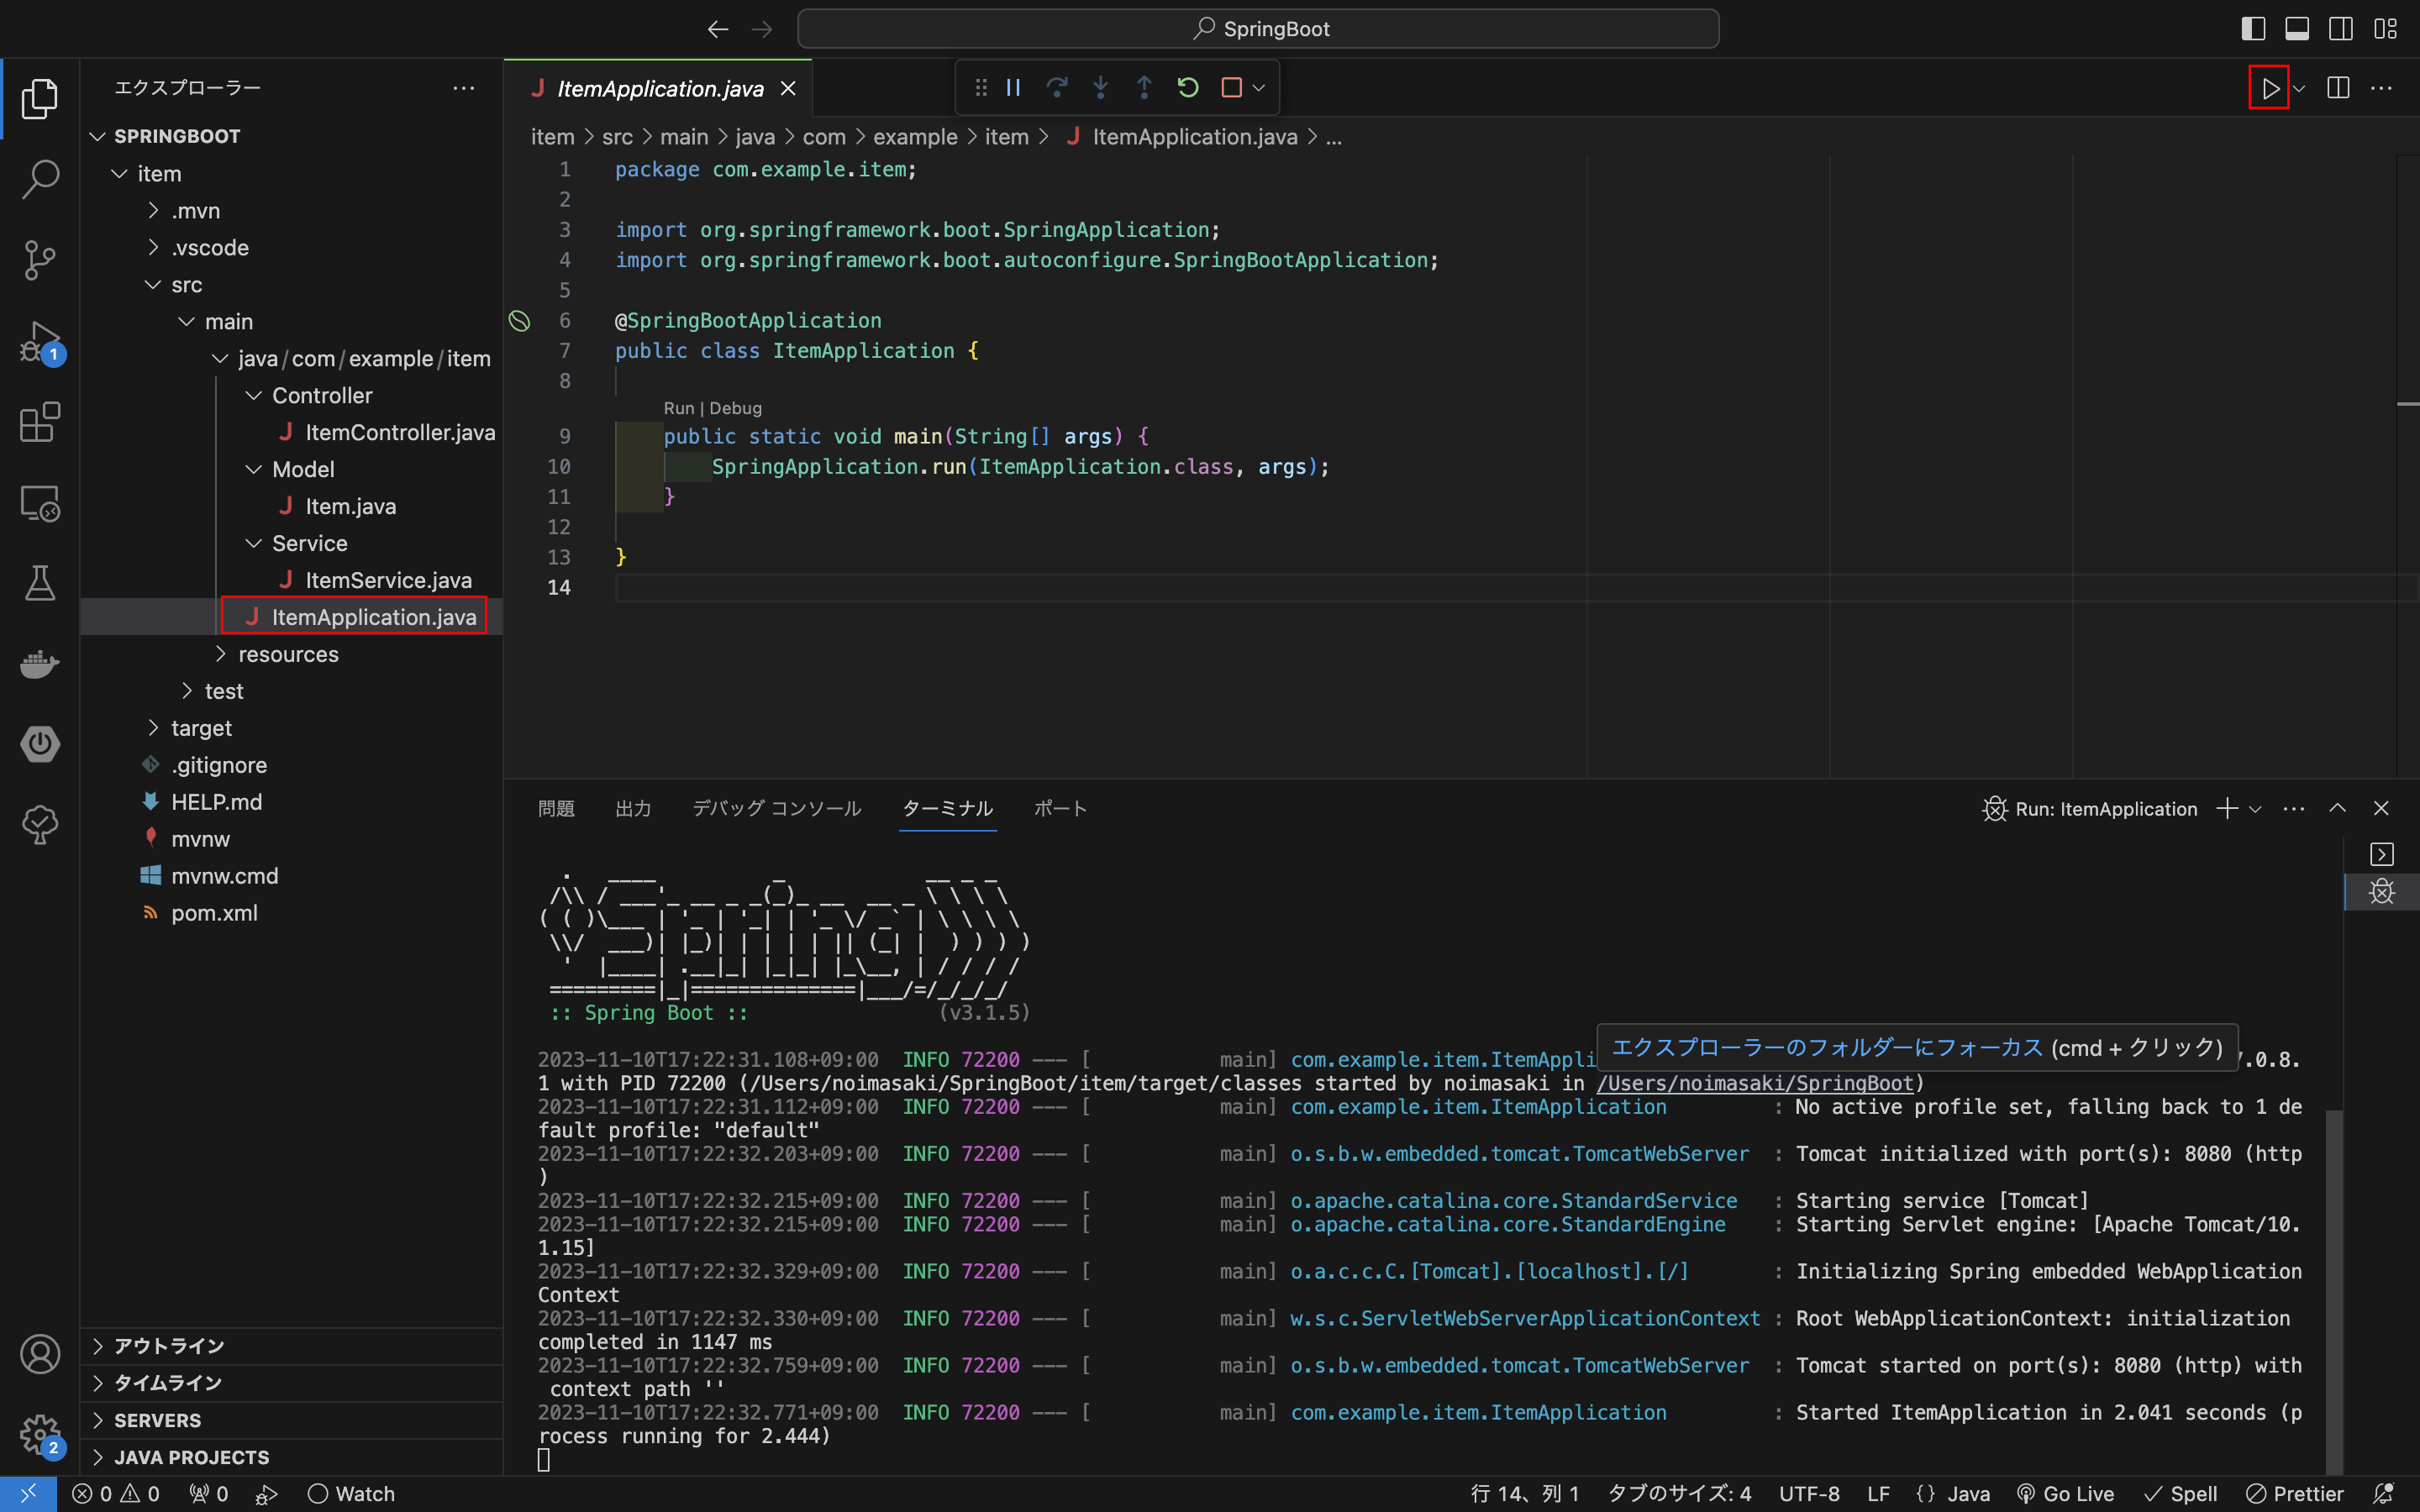 SpringBoot
エクスプローラー
ItemApplication.java
SPRINGBOOT
item > src > main > java > com > example > item > ItemApplication.java > ...
item
.mvn
.vscode
src
main
java/com/example/item
Controller
ItemController.java
Model
Item.java
Service
ItemService.java
ItemApplication.java
resources
test
target
.gitignore
HELP.md
mvnw
mvnw.cmd
pom.xml
アウトライン
タイムライン
SERVERS
JAVA PROJECTS
1
2
1 package com.example.item;
2
3 import org.springframework.boot.SpringApplication;
4 import org.springframework.boot.autoconfigure.SpringBootApplication;
5
6 @SpringBootApplication
7 public class ItemApplication {
8
Run | Debug
9 public static void main(String[] args) {
10 SpringApplication.run(ItemApplication.class, args);
11 }
12
13 }
14
問題 出力 デバッグ コンソール ターミナル ポート
Run: ItemApplication
:: Spring Boot :: (v3.1.5)
エクスプローラーのフォルダーにフォーカス (cmd + クリック)
2023-11-10T17:22:31.108+09:00 INFO 72200 --- [ main] com.example.item.ItemAppli .0.8.
1 with PID 72200 (/Users/noimasaki/SpringBoot/item/target/classes started by noimasaki in /Users/noimasaki/SpringBoot)
2023-11-10T17:22:31.112+09:00 INFO 72200 --- [ main] com.example.item.ItemApplication : No active profile set, falling back to 1 de
fault profile: "default"
2023-11-10T17:22:32.203+09:00 INFO 72200 --- [ main] o.s.b.w.embedded.tomcat.TomcatWebServer : Tomcat initialized with port(s): 8080 (http
)
2023-11-10T17:22:32.215+09:00 INFO 72200 --- [ main] o.apache.catalina.core.StandardService : Starting service [Tomcat]
2023-11-10T17:22:32.215+09:00 INFO 72200 --- [ main] o.apache.catalina.core.StandardEngine : Starting Servlet engine: [Apache Tomcat/10.
1.15]
2023-11-10T17:22:32.329+09:00 INFO 72200 --- [ main] o.a.c.c.C.[Tomcat].[localhost].[/] : Initializing Spring embedded WebApplication
Context
2023-11-10T17:22:32.330+09:00 INFO 72200 --- [ main] w.s.c.ServletWebServerApplicationContext : Root WebApplicationContext: initialization
completed in 1147 ms
2023-11-10T17:22:32.759+09:00 INFO 72200 --- [ main] o.s.b.w.embedded.tomcat.TomcatWebServer : Tomcat started on port(s): 8080 (http) with
context path ''
2023-11-10T17:22:32.771+09:00 INFO 72200 --- [ main] com.example.item.ItemApplication : Started ItemApplication in 2.041 seconds (p
rocess running for 2.444)
0 0 0 Watch
行 14、列 1 タブのサイズ: 4 UTF-8 LF {} Java Go Live Spell Prettier